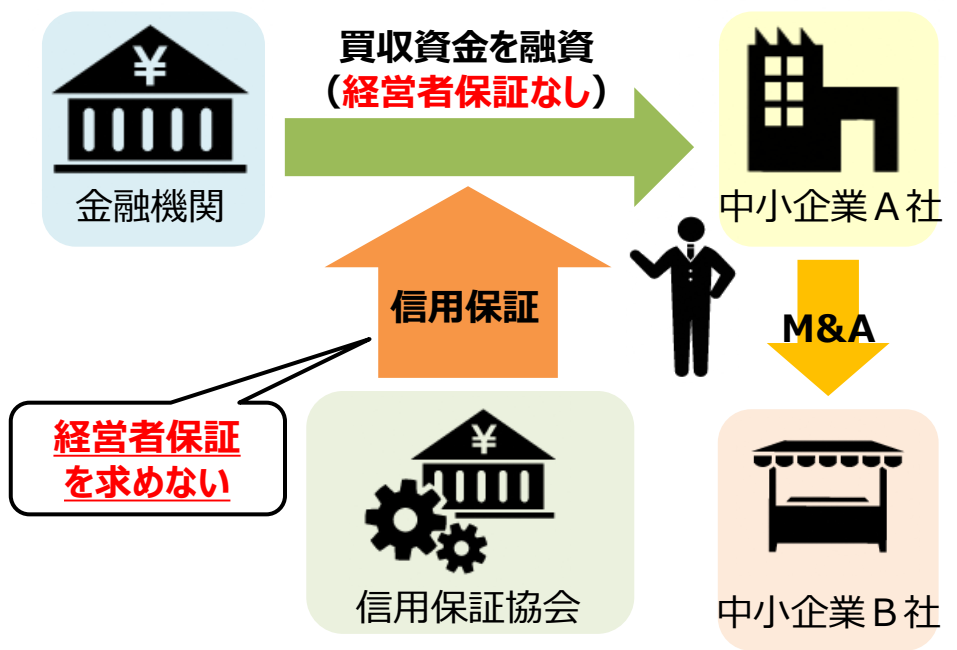 買収資金を融資
（経営者保証なし）
¥
金融機関
中小企業Ａ社
信用保証
M&A
経営者保証
を求めない
¥
信用保証協会
中小企業Ｂ社